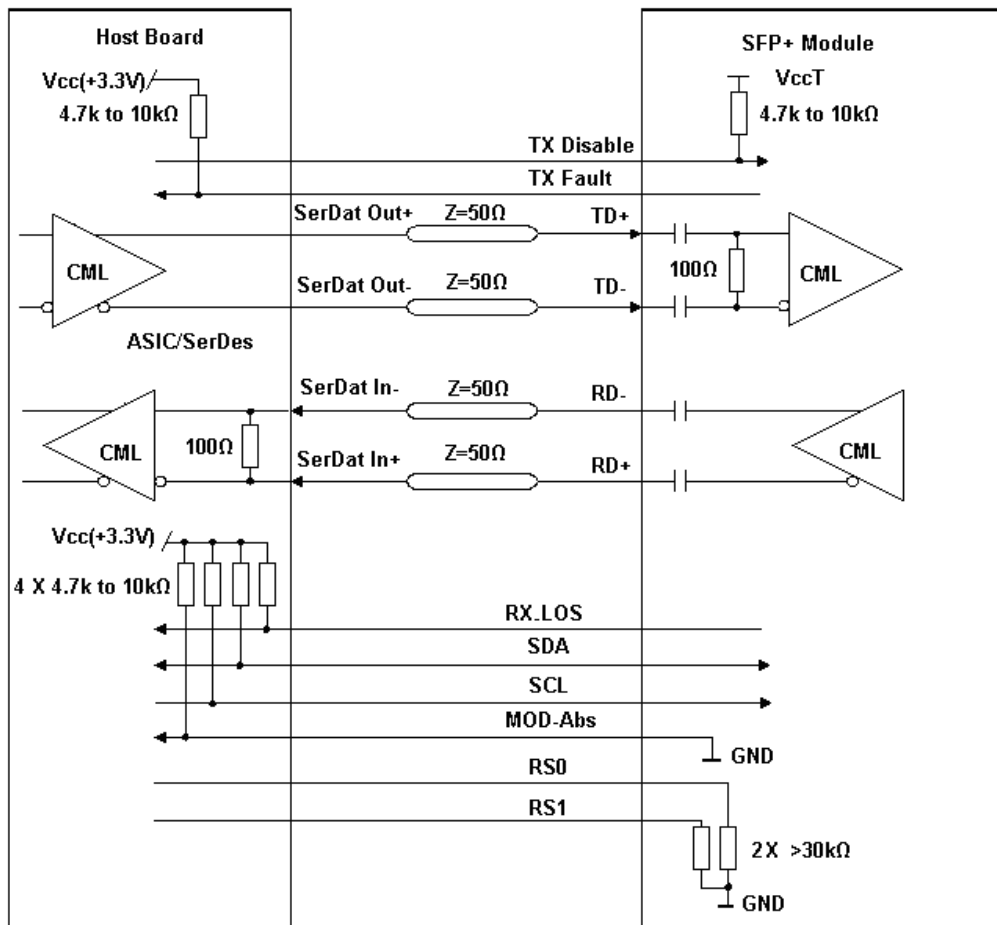 Host Board
SFP+ Module
Vcc(+3.3V)
VccT
4.7k to 10kΩ
4.7k to 10kΩ
TX Disable
TX Fault
SerDat Out+
Z=50Ω
TD+
CML
100Ω
CML
SerDat Out-
Z=50Ω
TD-
ASIC/SerDes
SerDat In-
Z=50Ω
RD-
CML
100Ω
CML
SerDat In+
Z=50Ω
RD+
Vcc(+3.3V)
4 X 4.7k to 10kΩ
RX-LOS
SDA
SCL
MOD-Abs
GND
RS0
RS1
2X >30kΩ
GND